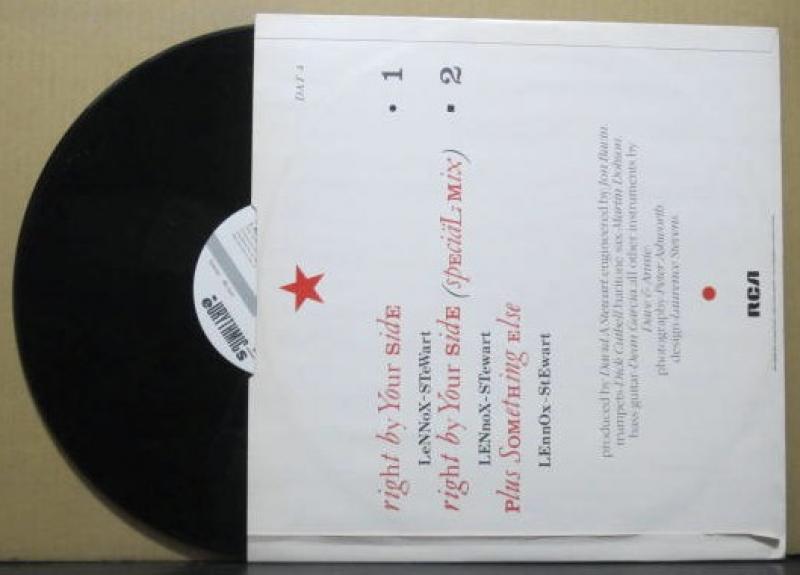 DAT 4
• 1
right by Your SidE
LeNNoX-STeWart
▪ 2
right by Your SidE (spEciäL; Mix)
LENnoX-STewart
Plus SoMetHing Else
LEnnOx-StEwart
produced by David A Stewart, engineered by Jon Bavin.
trumpets-Dick Cuthell baritone sax-Martin Dobson.
bass guitar-Dean Garcia all other instruments by
Dave & Annie.
photography-Peter Ashworth
design-Laurence Stevens
RCA
EURYTHMICS